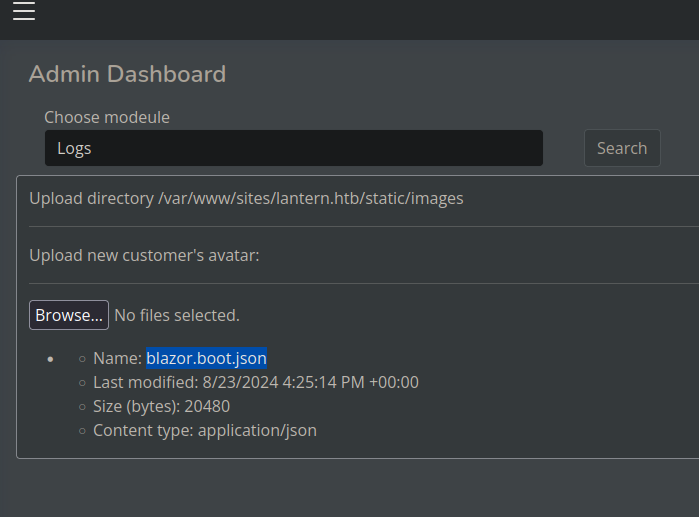 Admin Dashboard
Choose modeule
Logs
Search
Upload directory /var/www/sites/lantern.htb/static/images
Upload new customer's avatar:
Browse... No files selected.
Name: blazor.boot.json
Last modified: 8/23/2024 4:25:14 PM +00:00
Size (bytes): 20480
Content type: application/json